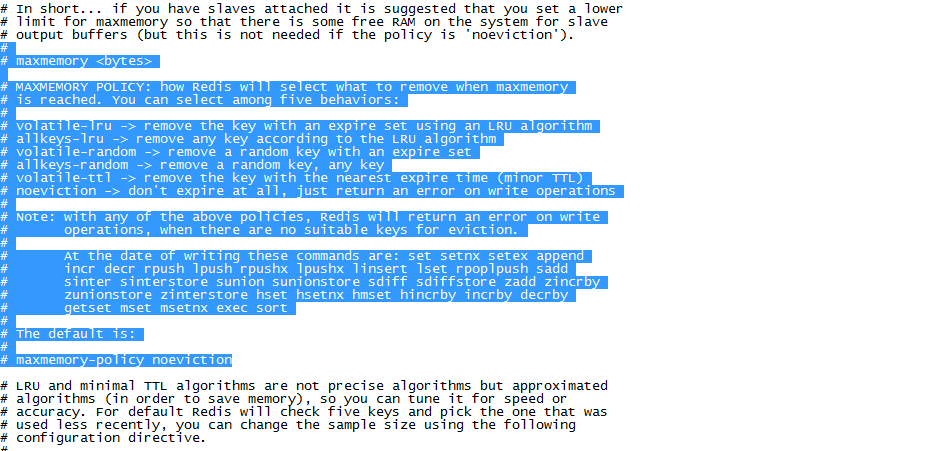 # In short... if you have slaves attached it is suggested that you set a lower
# limit for maxmemory so that there is some free RAM on the system for slave
# output buffers (but this is not needed if the policy is 'noeviction').
#
# maxmemory <bytes>

# MAXMEMORY POLICY: how Redis will select what to remove when maxmemory
# is reached. You can select among five behaviors:
#
# volatile-lru -> remove the key with an expire set using an LRU algorithm
# allkeys-lru -> remove any key according to the LRU algorithm
# volatile-random -> remove a random key with an expire set
# allkeys-random -> remove a random key, any key
# volatile-ttl -> remove the key with the nearest expire time (minor TTL)
# noeviction -> don't expire at all, just return an error on write operations
#
# Note: with any of the above policies, Redis will return an error on write
#       operations, when there are no suitable keys for eviction.
#
#       At the date of writing these commands are: set setnx setex append
#       incr decr rpush lpush rpushx lpushx linsert lset rpoplpush sadd
#       sinter sinterstore sunion sunionstore sdiff sdiffstore zadd zincrby
#       zunionstore zinterstore hset hsetnx hmset hincrby incrby decrby
#       getset mset msetnx exec sort
#
# The default is:
#
# maxmemory-policy noeviction

# LRU and minimal TTL algorithms are not precise algorithms but approximated
# algorithms (in order to save memory), so you can tune it for speed or
# accuracy. For default Redis will check five keys and pick the one that was
# used less recently, you can change the sample size using the following
# configuration directive.
#